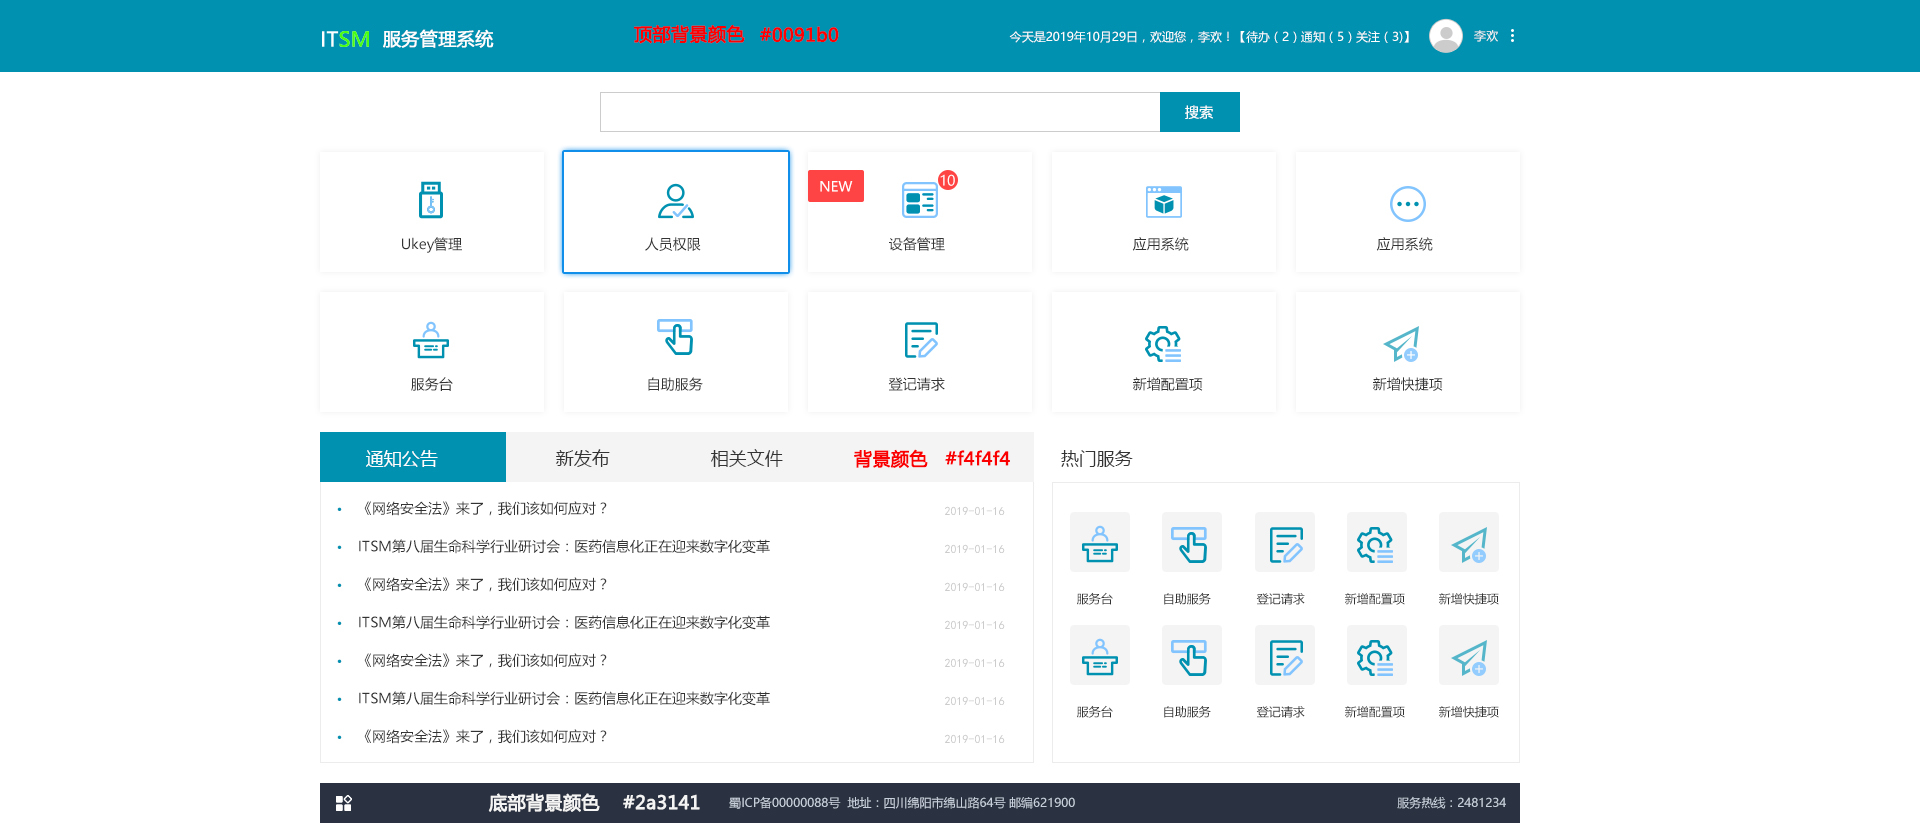 ITSM 服务管理系统
顶部背景颜色 #0091b0
今天是2019年10月29日，欢迎您，李欢！【待办（2）通知（5）关注（3)】
李欢
搜索
Ukey管理
人员权限
NEW
10
设备管理
应用系统
应用系统
服务台
自助服务
登记请求
新增配置项
新增快捷项
通知公告
新发布
相关文件
背景颜色 #f4f4f4
《网络安全法》来了，我们该如何应对？ 2019-01-16
ITSM第八届生命科学行业研讨会：医药信息化正在迎来数字化变革 2019-01-16
《网络安全法》来了，我们该如何应对？ 2019-01-16
ITSM第八届生命科学行业研讨会：医药信息化正在迎来数字化变革 2019-01-16
《网络安全法》来了，我们该如何应对？ 2019-01-16
ITSM第八届生命科学行业研讨会：医药信息化正在迎来数字化变革 2019-01-16
《网络安全法》来了，我们该如何应对？ 2019-01-16
热门服务
服务台
自助服务
登记请求
新增配置项
新增快捷项
服务台
自助服务
登记请求
新增配置项
新增快捷项
底部背景颜色 #2a3141
蜀ICP备00000088号 地址：四川绵阳市绵山路64号 邮编621900
服务热线：2481234